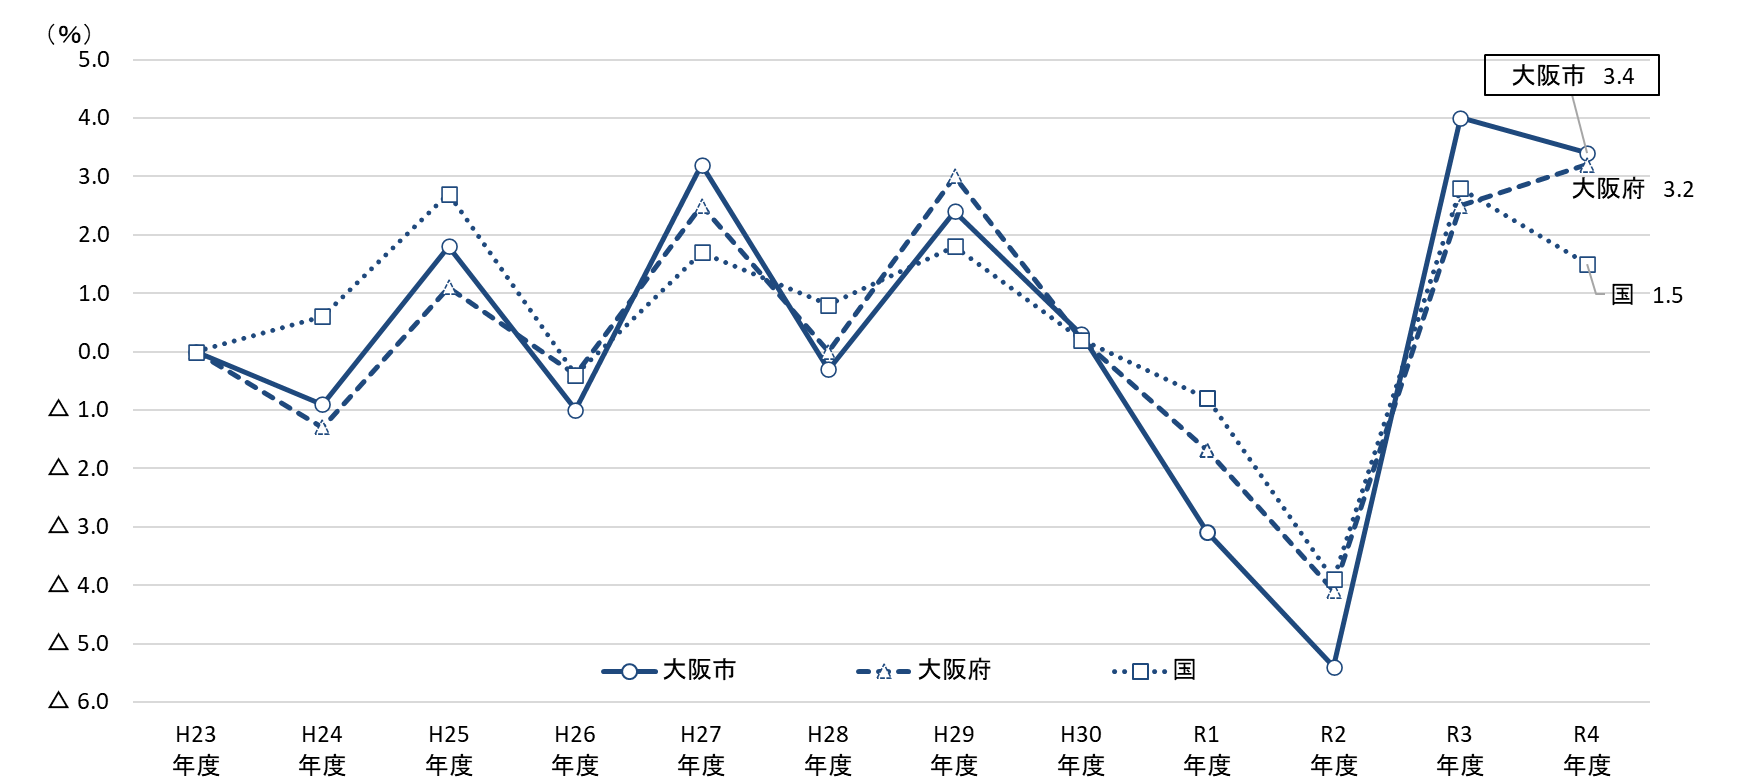 （%）
5.0
4.0
3.0
2.0
1.0
0.0
△ 1.0
△ 2.0
△ 3.0
△ 4.0
△ 5.0
△ 6.0
大阪市 3.4
大阪府 3.2
国 1.5
大阪市 大阪府 国
H23 H24 H25 H26 H27 H28 H29 H30 R1 R2 R3 R4
年度 年度 年度 年度 年度 年度 年度 年度 年度 年度 年度 年度